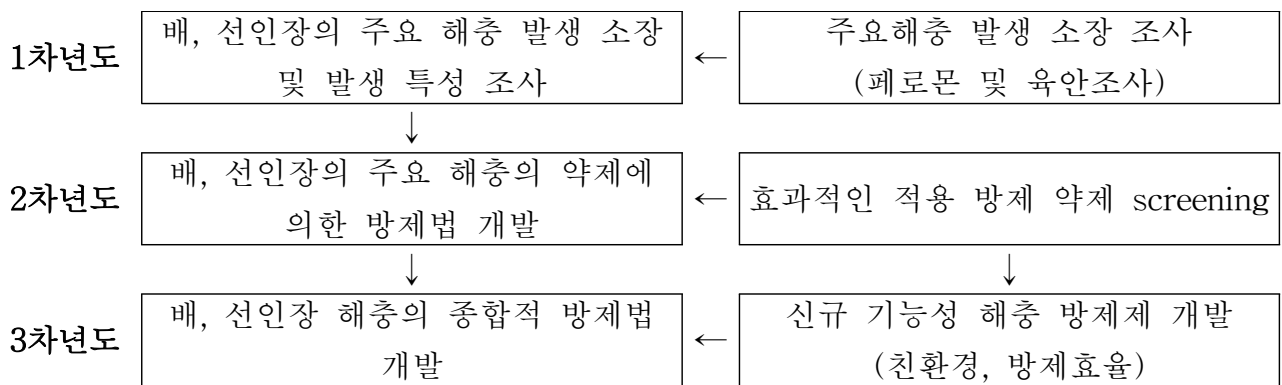 1차년도
배, 선인장의 주요 해충 발생 소장
및 발생 특성 조사
←
주요해충 발생 소장 조사
(페로몬 및 육안조사)
↓
2차년도
배, 선인장의 주요 해충의 약제에
의한 방제법 개발
←
효과적인 적용 방제 약제 screening
↓
↓
3차년도
배, 선인장 해충의 종합적 방제법
개발
←
신규 기능성 해충 방제제 개발
(친환경, 방제효율)